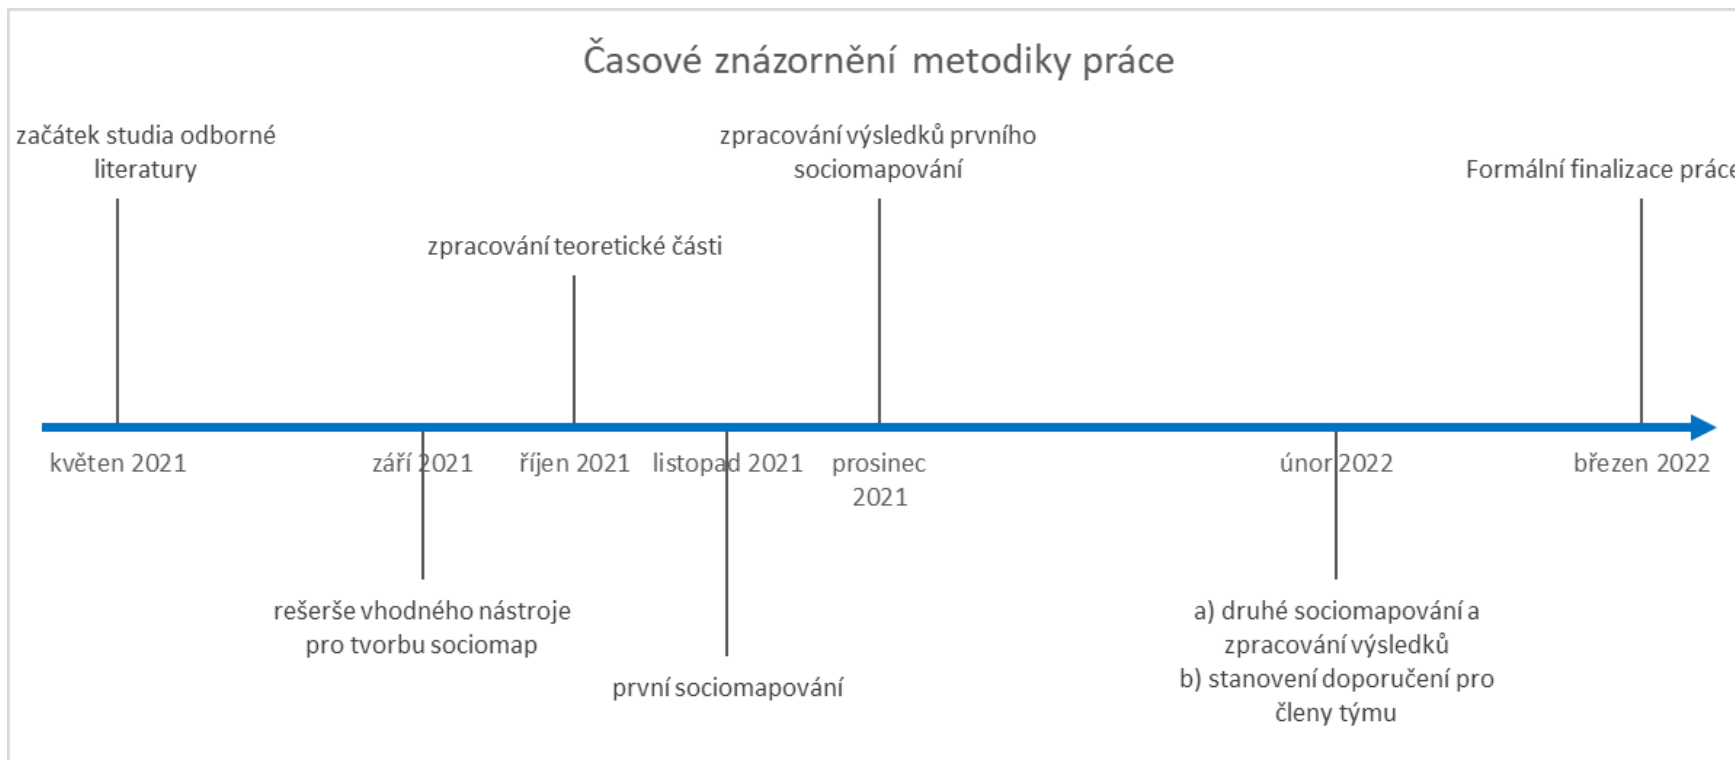 Časové znázornění metodiky práce
začátek studia odborné
literatury
zpracování výsledků prvního
sociomapování
Formální finalizace práce
zpracování teoretické části
květen 2021
září 2021
říjen 2021
listopad 2021
prosinec
2021
únor 2022
březen 2022
rešerše vhodného nástroje
pro tvorbu sociomap
první sociomapování
a) druhé sociomapování a
zpracování výsledků
b) stanovení doporučení pro
členy týmu